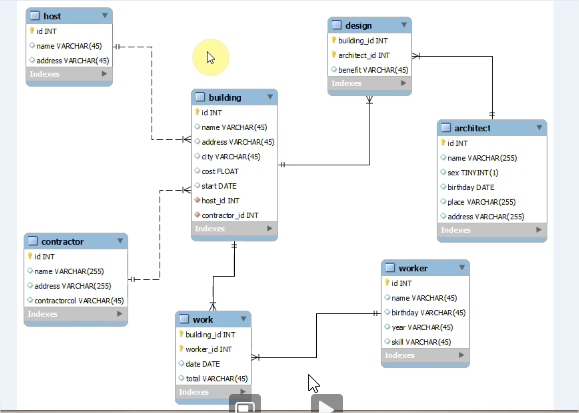 host
id INT
name VARCHAR(45)
address VARCHAR(45)
Indexes
design
building_id INT
architect_id INT
benefit VARCHAR(45)
Indexes
building
id INT
name VARCHAR(45)
address VARCHAR(45)
city VARCHAR(45)
cost FLOAT
start DATE
host_id INT
contractor_id INT
Indexes
architect
id INT
name VARCHAR(255)
sex TINYINT(1)
birthday DATE
place VARCHAR(255)
address VARCHAR(255)
Indexes
contractor
id INT
name VARCHAR(255)
address VARCHAR(255)
contractorcol VARCHAR(45)
Indexes
worker
id INT
name VARCHAR(45)
birthday VARCHAR(45)
year VARCHAR(45)
skill VARCHAR(45)
Indexes
work
building_id INT
worker_id INT
date DATE
total VARCHAR(45)
Indexes